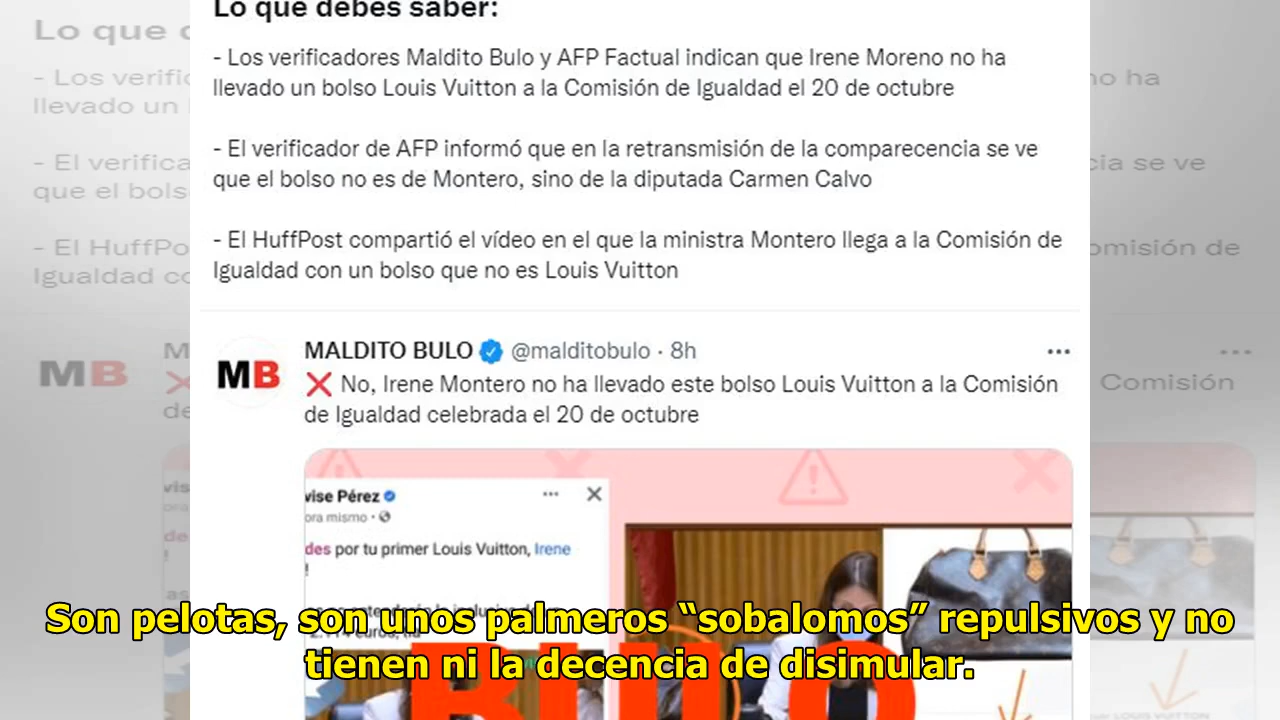 Lo que debes saber:
- Los verificadores Maldito Bulo y AFP Factual indican que Irene Moreno no ha
llevado un bolso Louis Vuitton a la Comisión de Igualdad el 20 de octubre
- El verificador de AFP informó que en la retransmisión de la comparecencia se ve
que el bolso no es de Montero, sino de la diputada Carmen Calvo
- El HuffPost compartió el vídeo en el que la ministra Montero llega a la Comisión de
Igualdad con un bolso que no es Louis Vuitton
MB
MALDITO BULO @malditobulo · 8h
❌ No, Irene Montero no ha llevado este bolso Louis Vuitton a la Comisión
de Igualdad celebrada el 20 de octubre
vise Pérez
ora mismo ·
des por tu primer Louis Vuitton, Irene
!
Son pelotas, son unos palmeros “sobalomos” repulsivos y no
tienen ni la decencia de disimular.
BULO